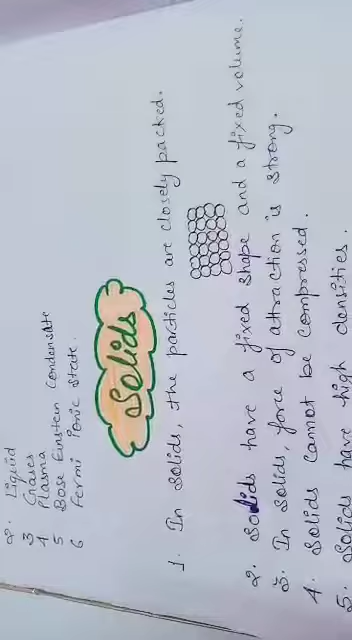 2. Liquid
3 Gases
4. Plasma
5 Bose Einstein Condensate
6 Fermi Ionic State.
Solids
1. In Solids, the particles are closely packed.
2. Solids have a fixed shape and a fixed volume.
3. In Solids, force of attraction is strong.
4. Solids Cannot be Compressed.
5. Solids have high densities.